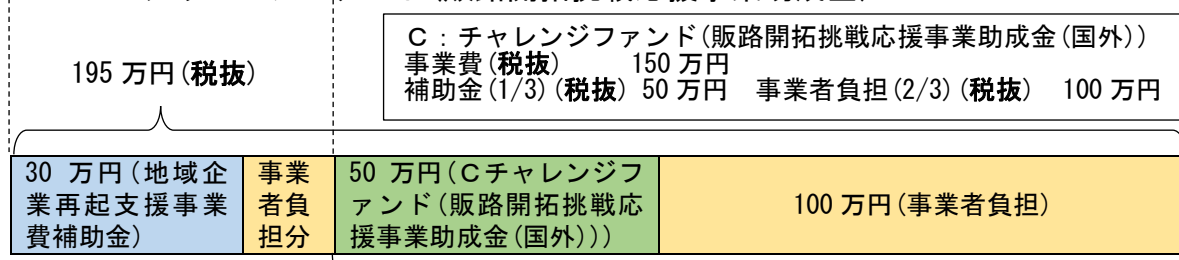 C：チャレンジファンド(販路開拓挑戦応援事業助成金(国外))
事業費(税抜)　　　150 万円
補助金(1/3)(税抜) 50 万円　事業者負担(2/3)(税抜)　100 万円
195 万円(税抜)
30 万円(地域企
業再起支援事業
費補助金)
事業
者負
担分
50 万円(Cチャレンジフ
ァンド(販路開拓挑戦応
援事業助成金(国外)))
100 万円(事業者負担)